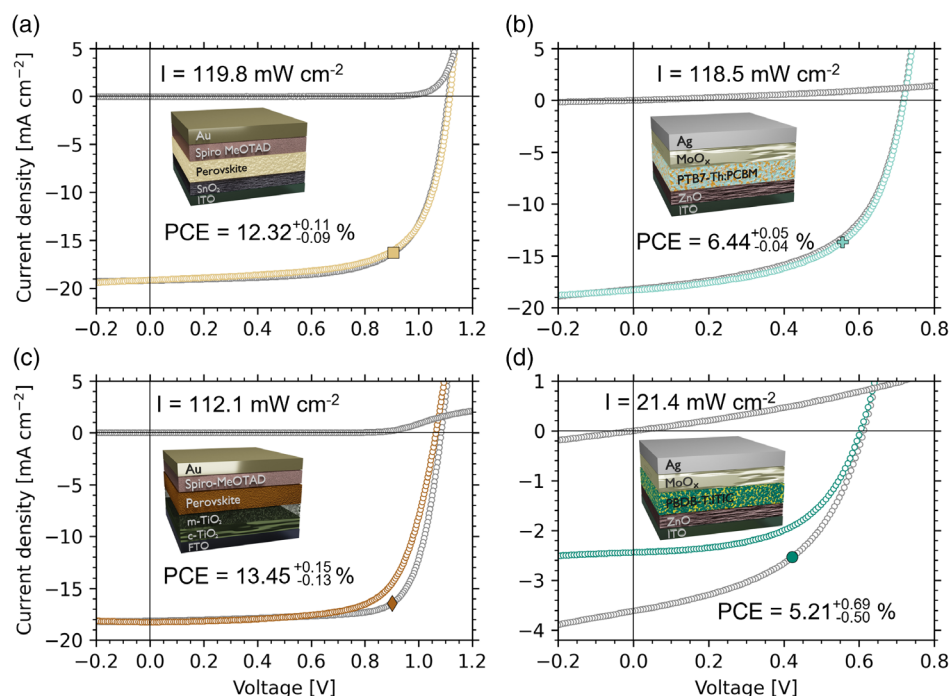 (a)
Current density [mA cm⁻²]
5
0
−5
−10
−15
−20
I = 119.8 mW cm⁻²
Au
Spiro MeOTAD
Perovskite
SnO₂
ITO
PCE = 12.32 +0.11 −0.09 %
−0.2 0.0 0.2 0.4 0.6 0.8 1.0 1.2
(b)
5
0
−5
−10
−15
−20
I = 118.5 mW cm⁻²
Ag
MoOₓ
PTB7-Th:PCBM
ZnO
ITO
PCE = 6.44 +0.05 −0.04 %
−0.2 0.0 0.2 0.4 0.6 0.8
(c)
Current density [mA cm⁻²]
5
0
−5
−10
−15
−20
I = 112.1 mW cm⁻²
Au
Spiro-MeOTAD
Perovskite
m-TiO₂
c-TiO₂
FTO
PCE = 13.45 +0.15 −0.13 %
−0.2 0.0 0.2 0.4 0.6 0.8 1.0 1.2
Voltage [V]
(d)
1
0
−1
−2
−3
−4
I = 21.4 mW cm⁻²
Ag
MoOₓ
PBDB-T:ITIC
ZnO
ITO
PCE = 5.21 +0.69 −0.50 %
−0.2 0.0 0.2 0.4 0.6 0.8
Voltage [V]